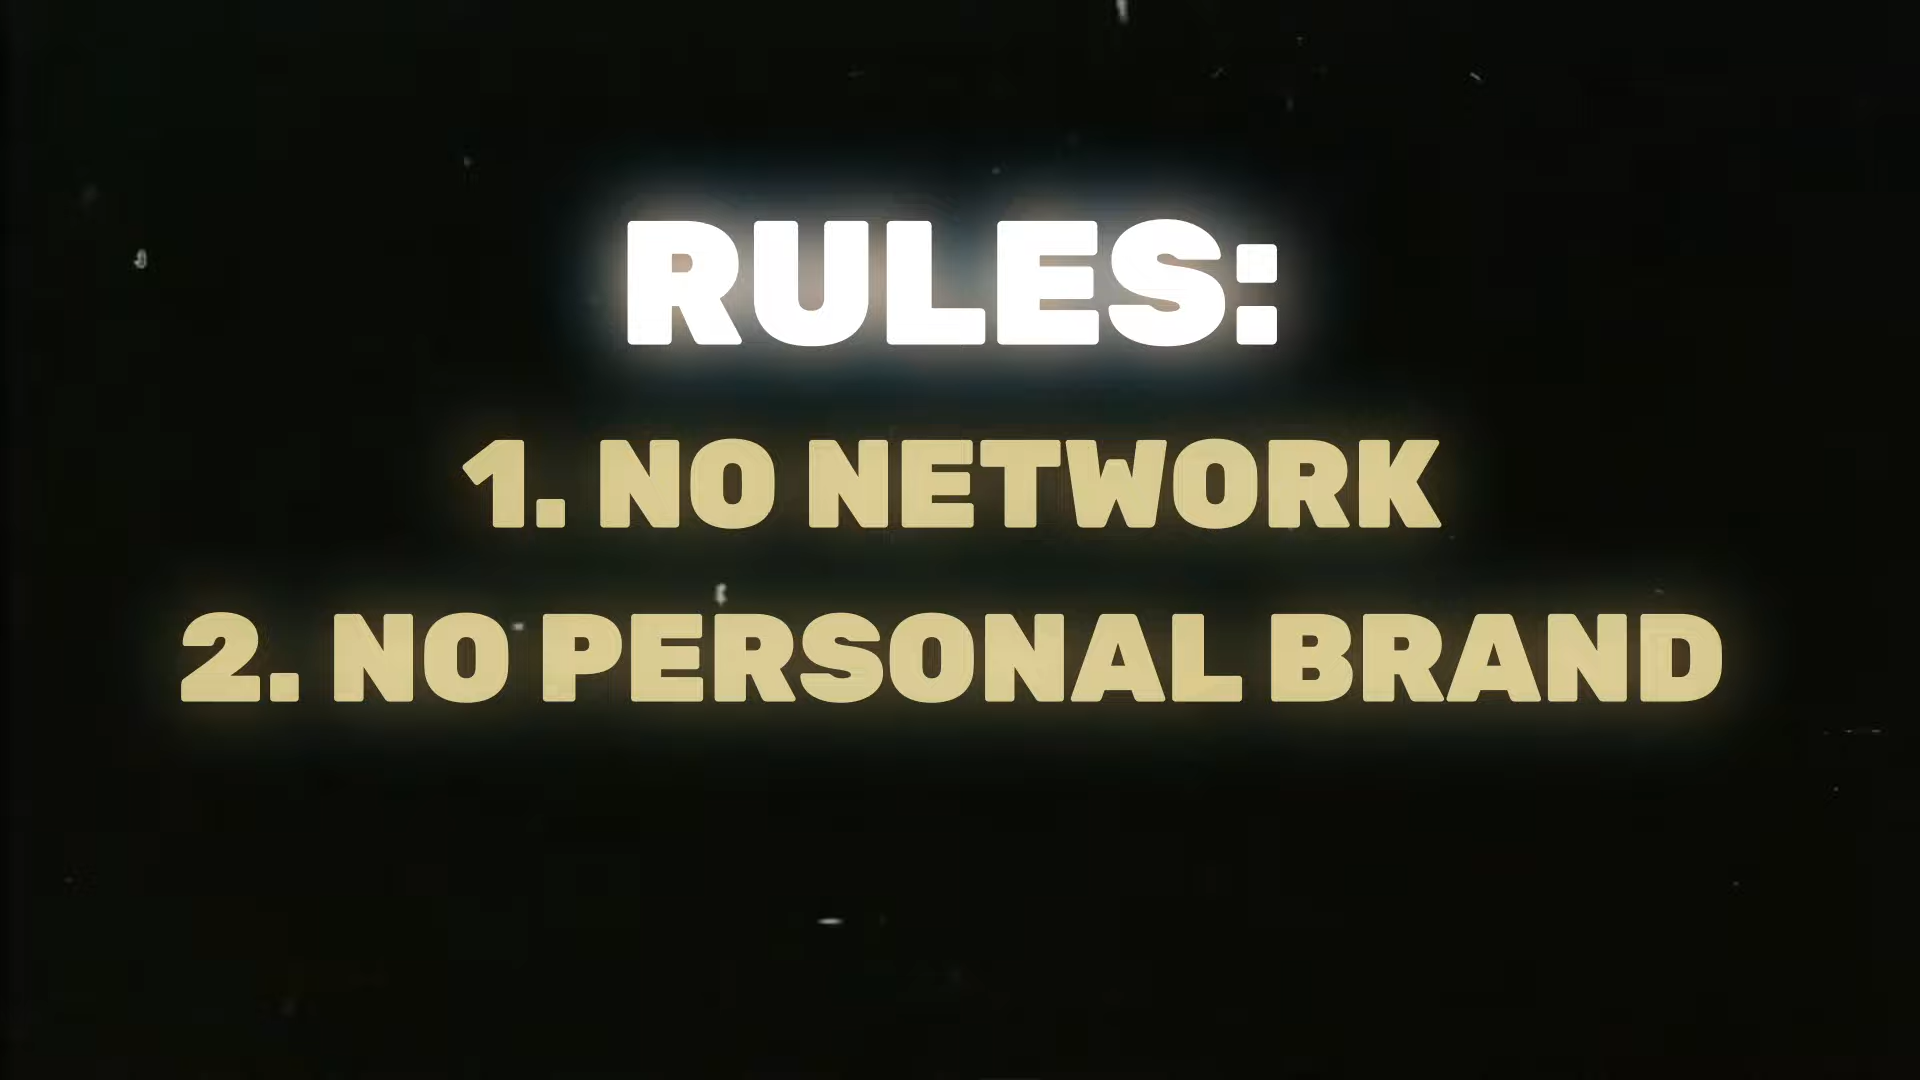 RULES:
1. NO NETWORK
2. NO PERSONAL BRAND